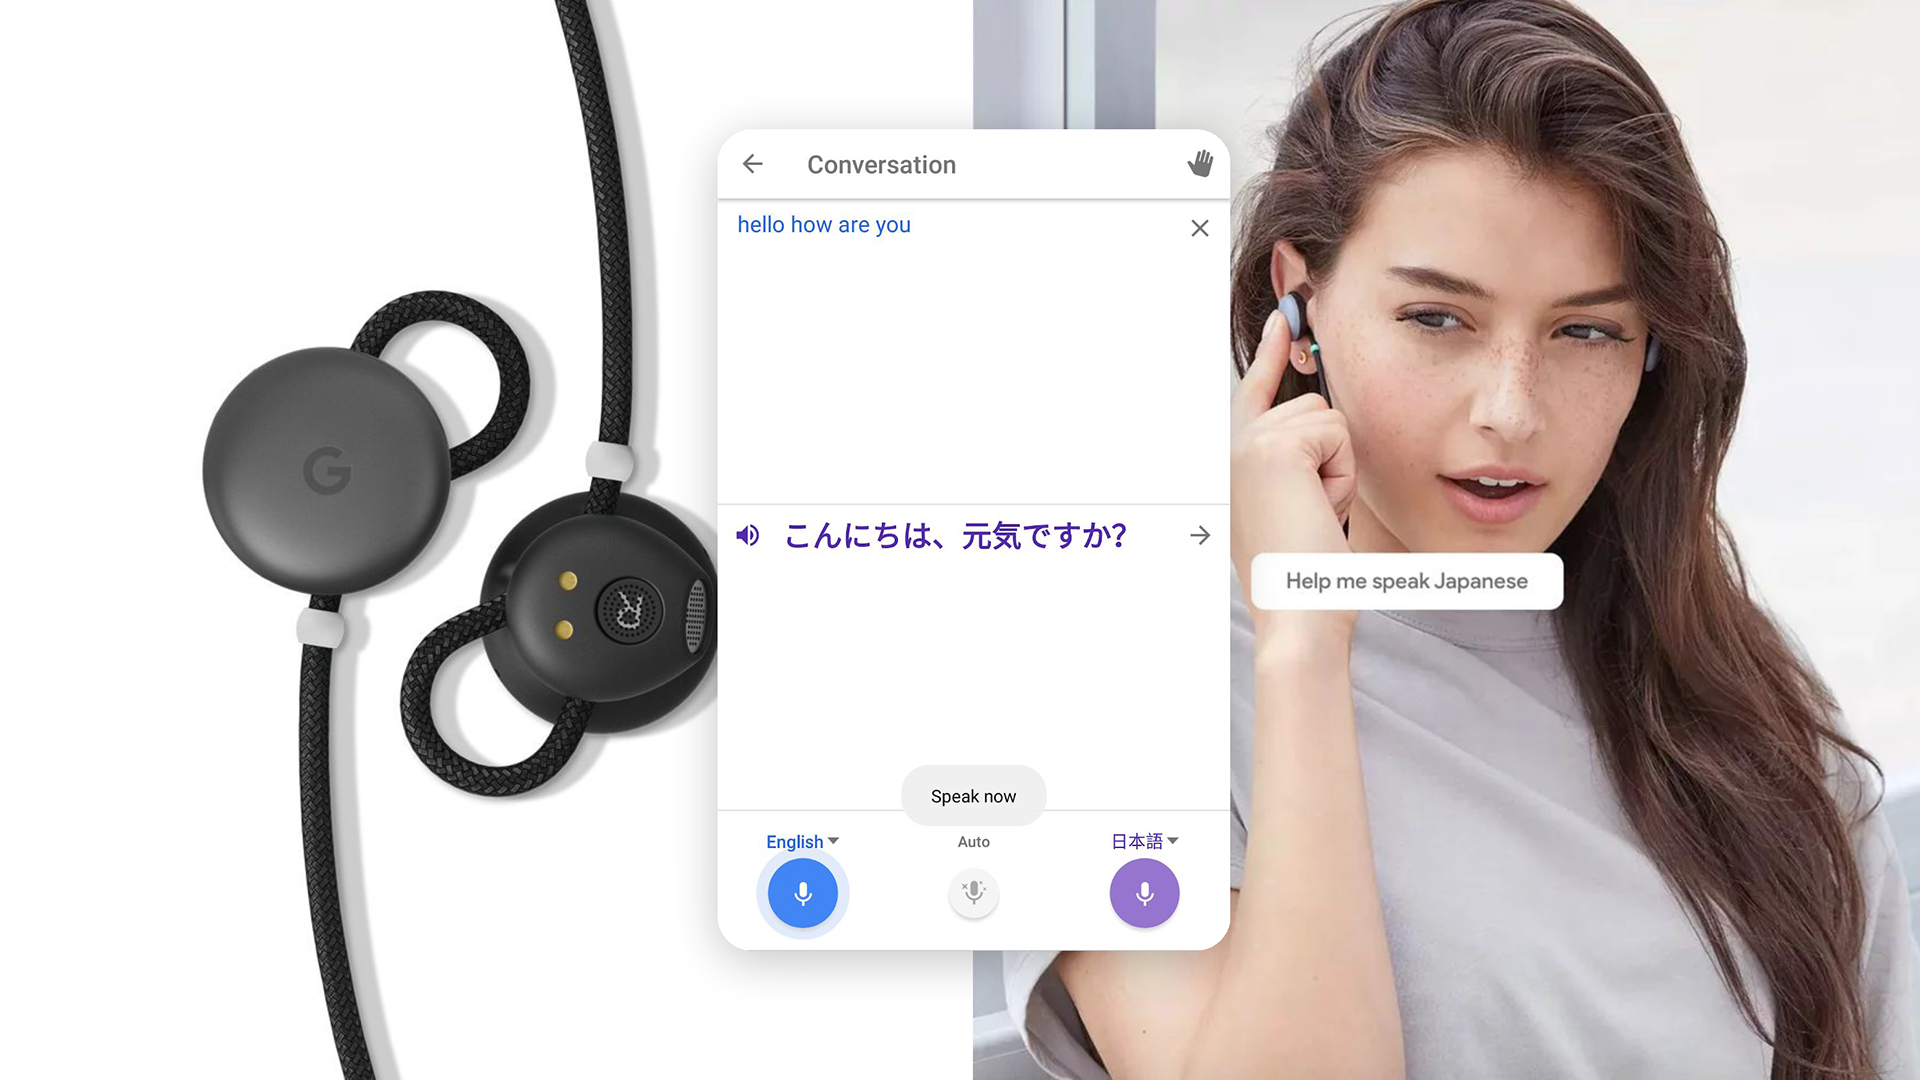 Conversation
hello how are you
こんにちは、元気ですか?
Help me speak Japanese
Speak now
English
Auto
日本語
G
R